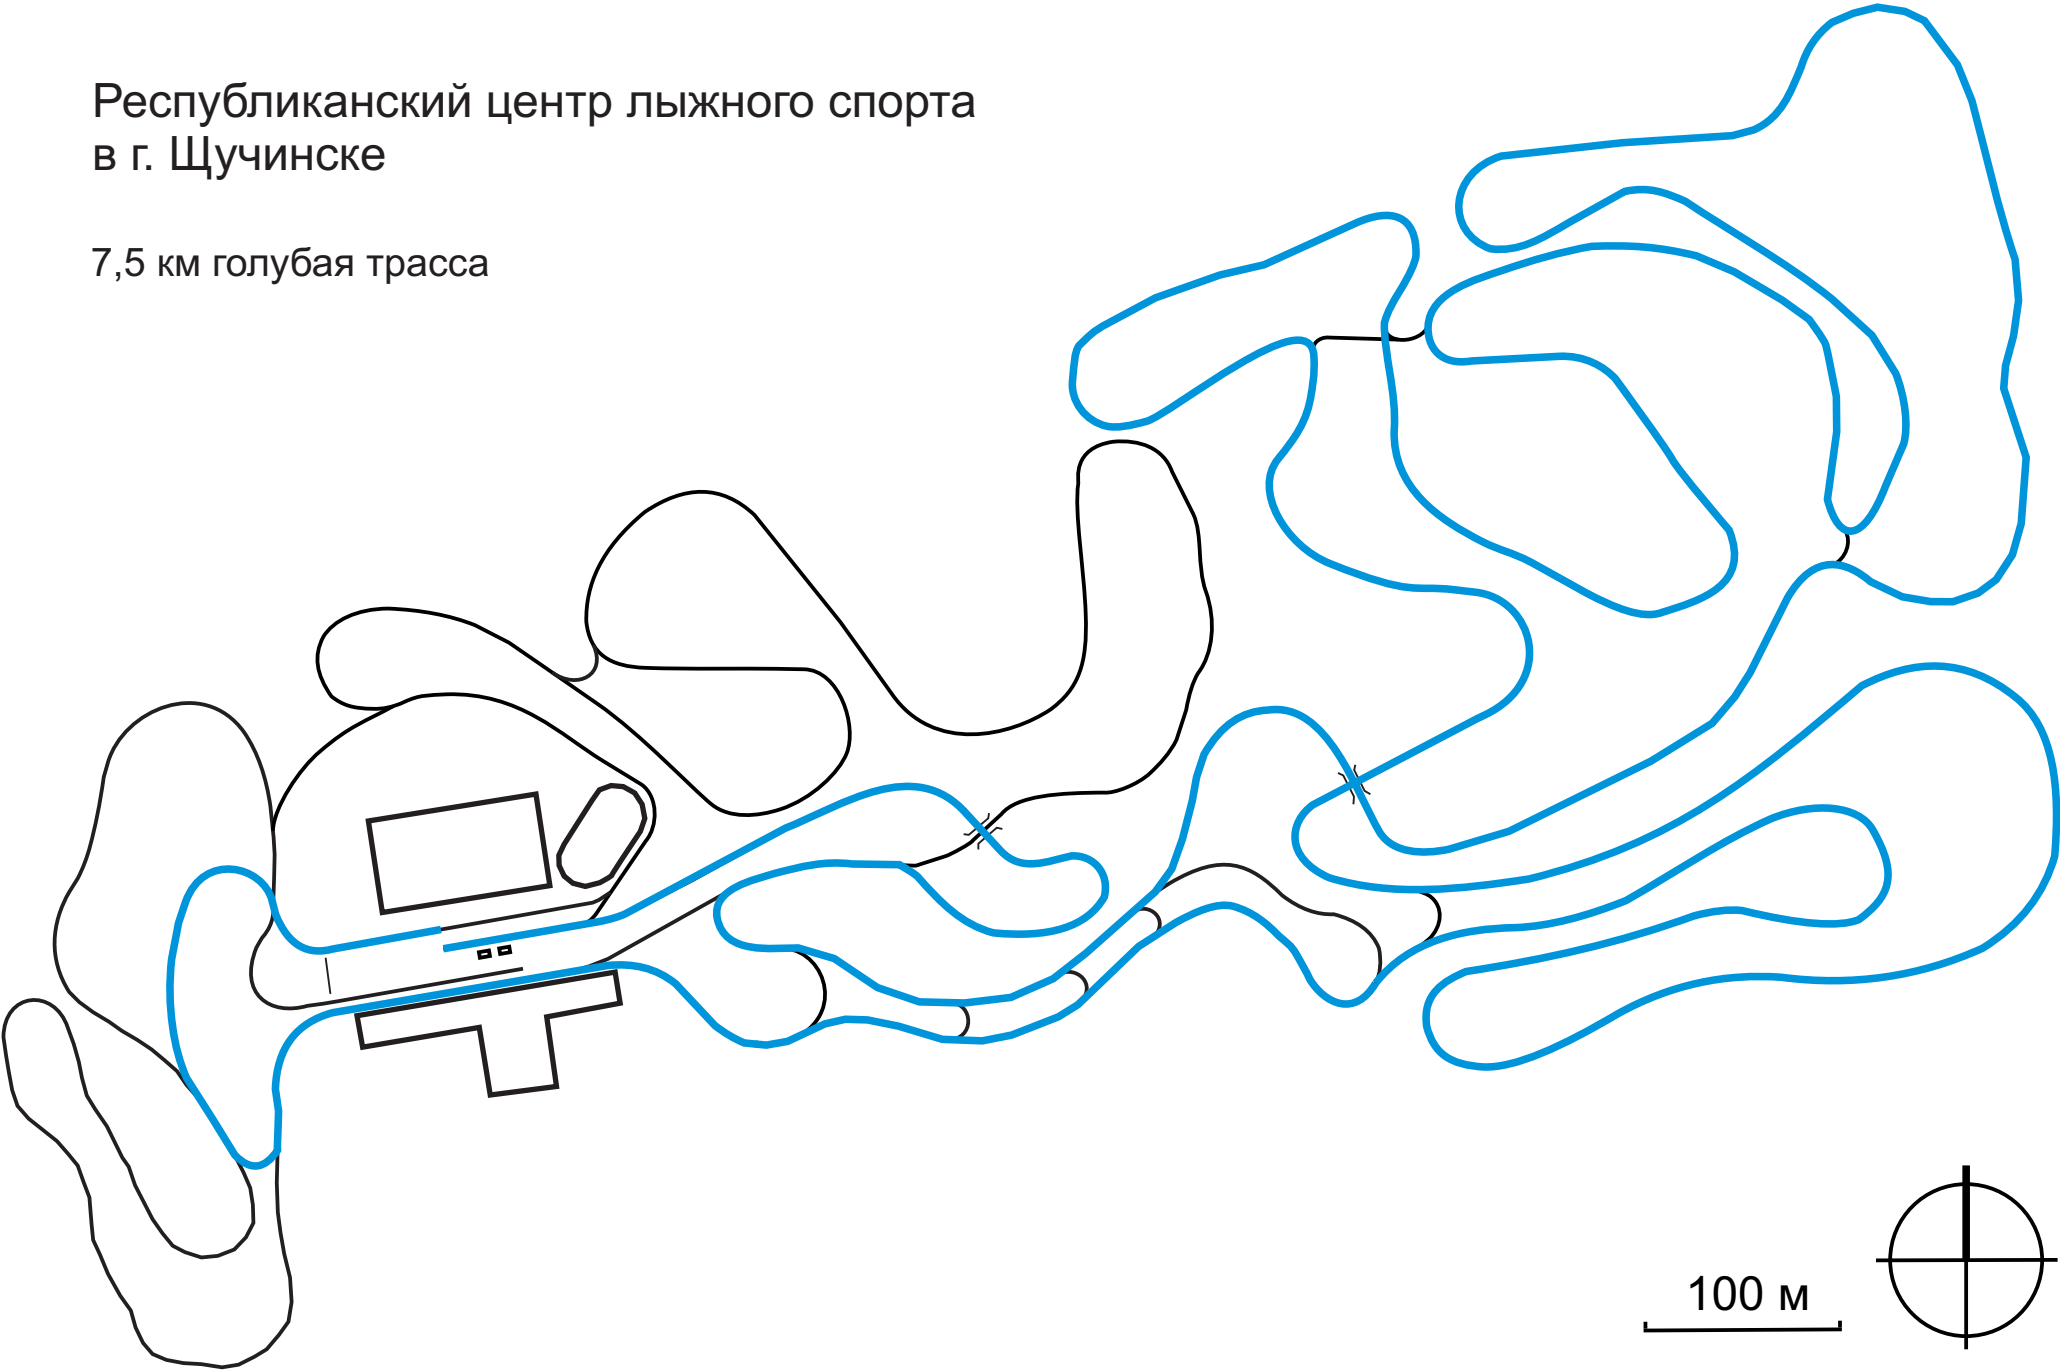 Республиканский центр лыжного спорта
в г. Щучинске
7,5 км голубая трасса
100 м